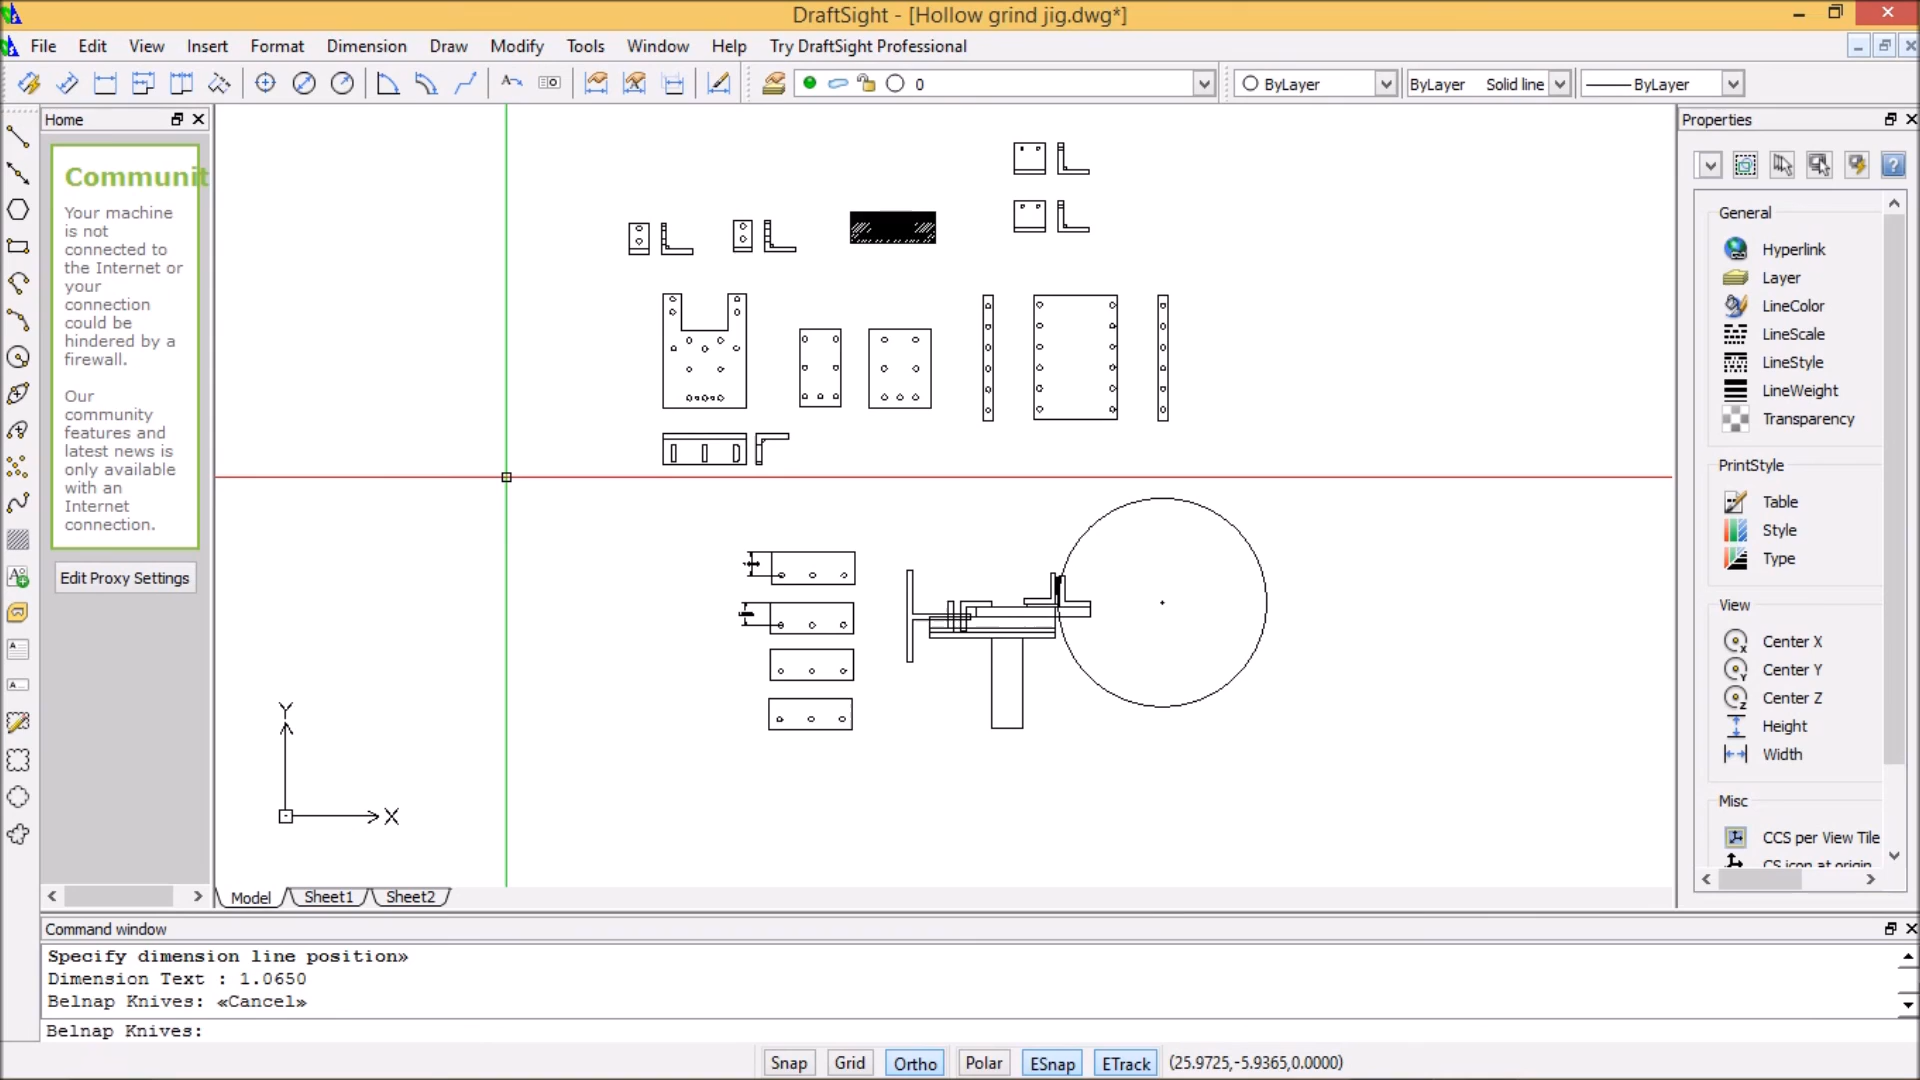 DraftSight - [Hollow grind jig.dwg*]
File Edit View Insert Format Dimension Draw Modify Tools Window Help Try DraftSight Professional
0 ByLayer ByLayer Solid line ByLayer
Home
Communit
Your machine
is not
connected to
the Internet or
your
connection
could be
hindered by a
firewall.
Our
community
features and
latest news is
only available
with an
Internet
connection.
Edit Proxy Settings
Y
X
Model Sheet1 Sheet2
Properties
General
Hyperlink
Layer
LineColor
LineScale
LineStyle
LineWeight
Transparency
PrintStyle
Table
Style
Type
View
Center X
Center Y
Center Z
Height
Width
Misc
CCS per View Tile
CS icon at origin
Command window
Specify dimension line position»
Dimension Text : 1.0650
Belnap Knives: «Cancel»
Belnap Knives:
Snap Grid Ortho Polar ESnap ETrack (25.9725,-5.9365,0.0000)